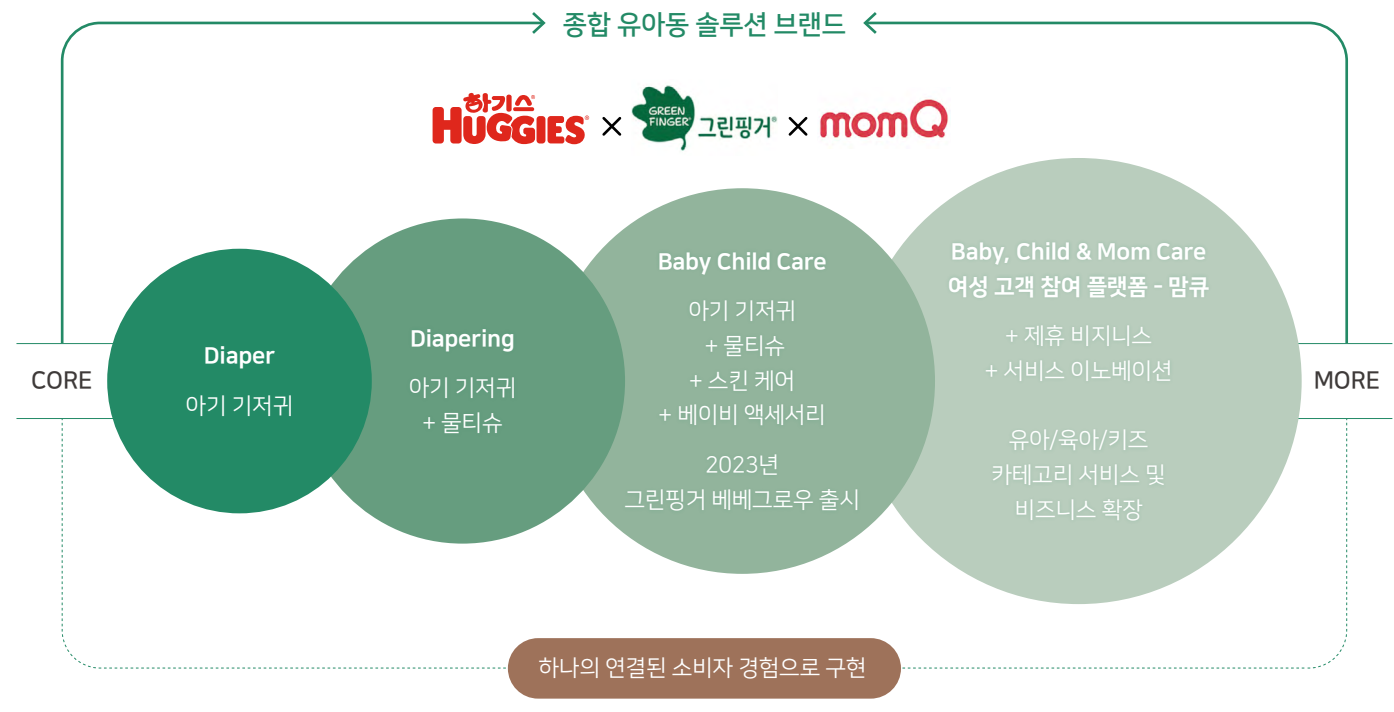 종합 유아동 솔루션 브랜드
하기스
HUGGIES
×
GREEN
FINGER
그린핑거
×
momQ
CORE
Diaper
아기 기저귀
Diapering
아기 기저귀
+ 물티슈
Baby Child Care
아기 기저귀
+ 물티슈
+ 스킨 케어
+ 베이비 액세서리
2023년
그린핑거 베베그로우 출시
Baby, Child & Mom Care
여성 고객 참여 플랫폼 - 맘큐
+ 제휴 비지니스
+ 서비스 이노베이션
유아/육아/키즈
카테고리 서비스 및
비즈니스 확장
MORE
하나의 연결된 소비자 경험으로 구현